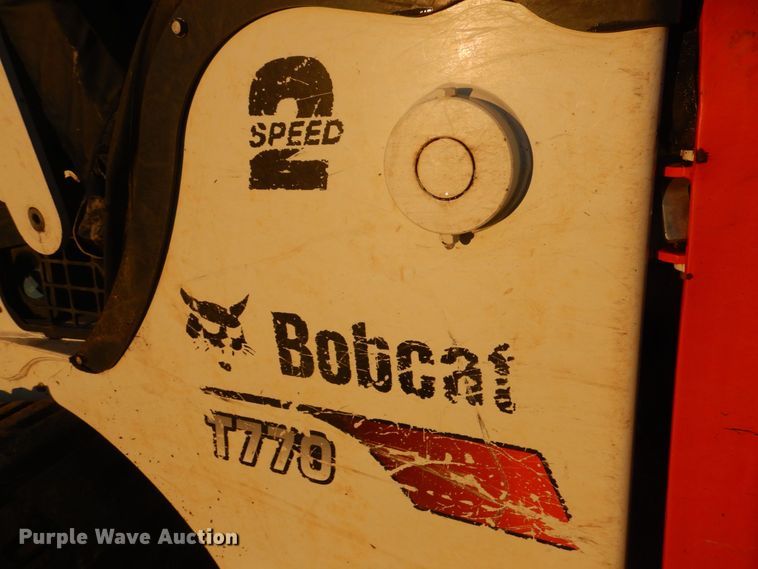 2
SPEED
Bobcat
T770
Purple Wave Auction